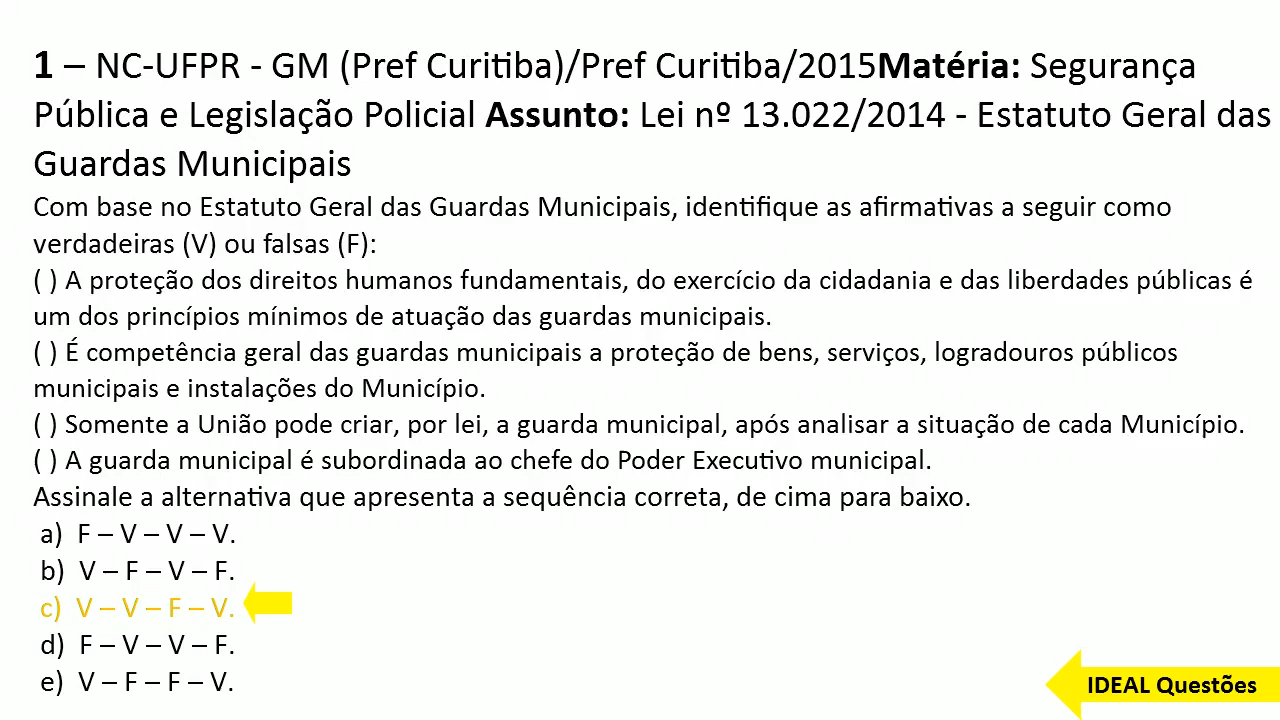 1 – NC-UFPR - GM (Pref Curitiba)/Pref Curitiba/2015Matéria: Segurança
Pública e Legislação Policial Assunto: Lei nº 13.022/2014 - Estatuto Geral das
Guardas Municipais
Com base no Estatuto Geral das Guardas Municipais, identifique as afirmativas a seguir como
verdadeiras (V) ou falsas (F):
( ) A proteção dos direitos humanos fundamentais, do exercício da cidadania e das liberdades públicas é
um dos princípios mínimos de atuação das guardas municipais.
( ) É competência geral das guardas municipais a proteção de bens, serviços, logradouros públicos
municipais e instalações do Município.
( ) Somente a União pode criar, por lei, a guarda municipal, após analisar a situação de cada Município.
( ) A guarda municipal é subordinada ao chefe do Poder Executivo municipal.
Assinale a alternativa que apresenta a sequência correta, de cima para baixo.
a) F – V – V – V.
b) V – F – V – F.
c) V – V – F – V.
d) F – V – V – F.
e) V – F – F – V.
IDEAL Questões